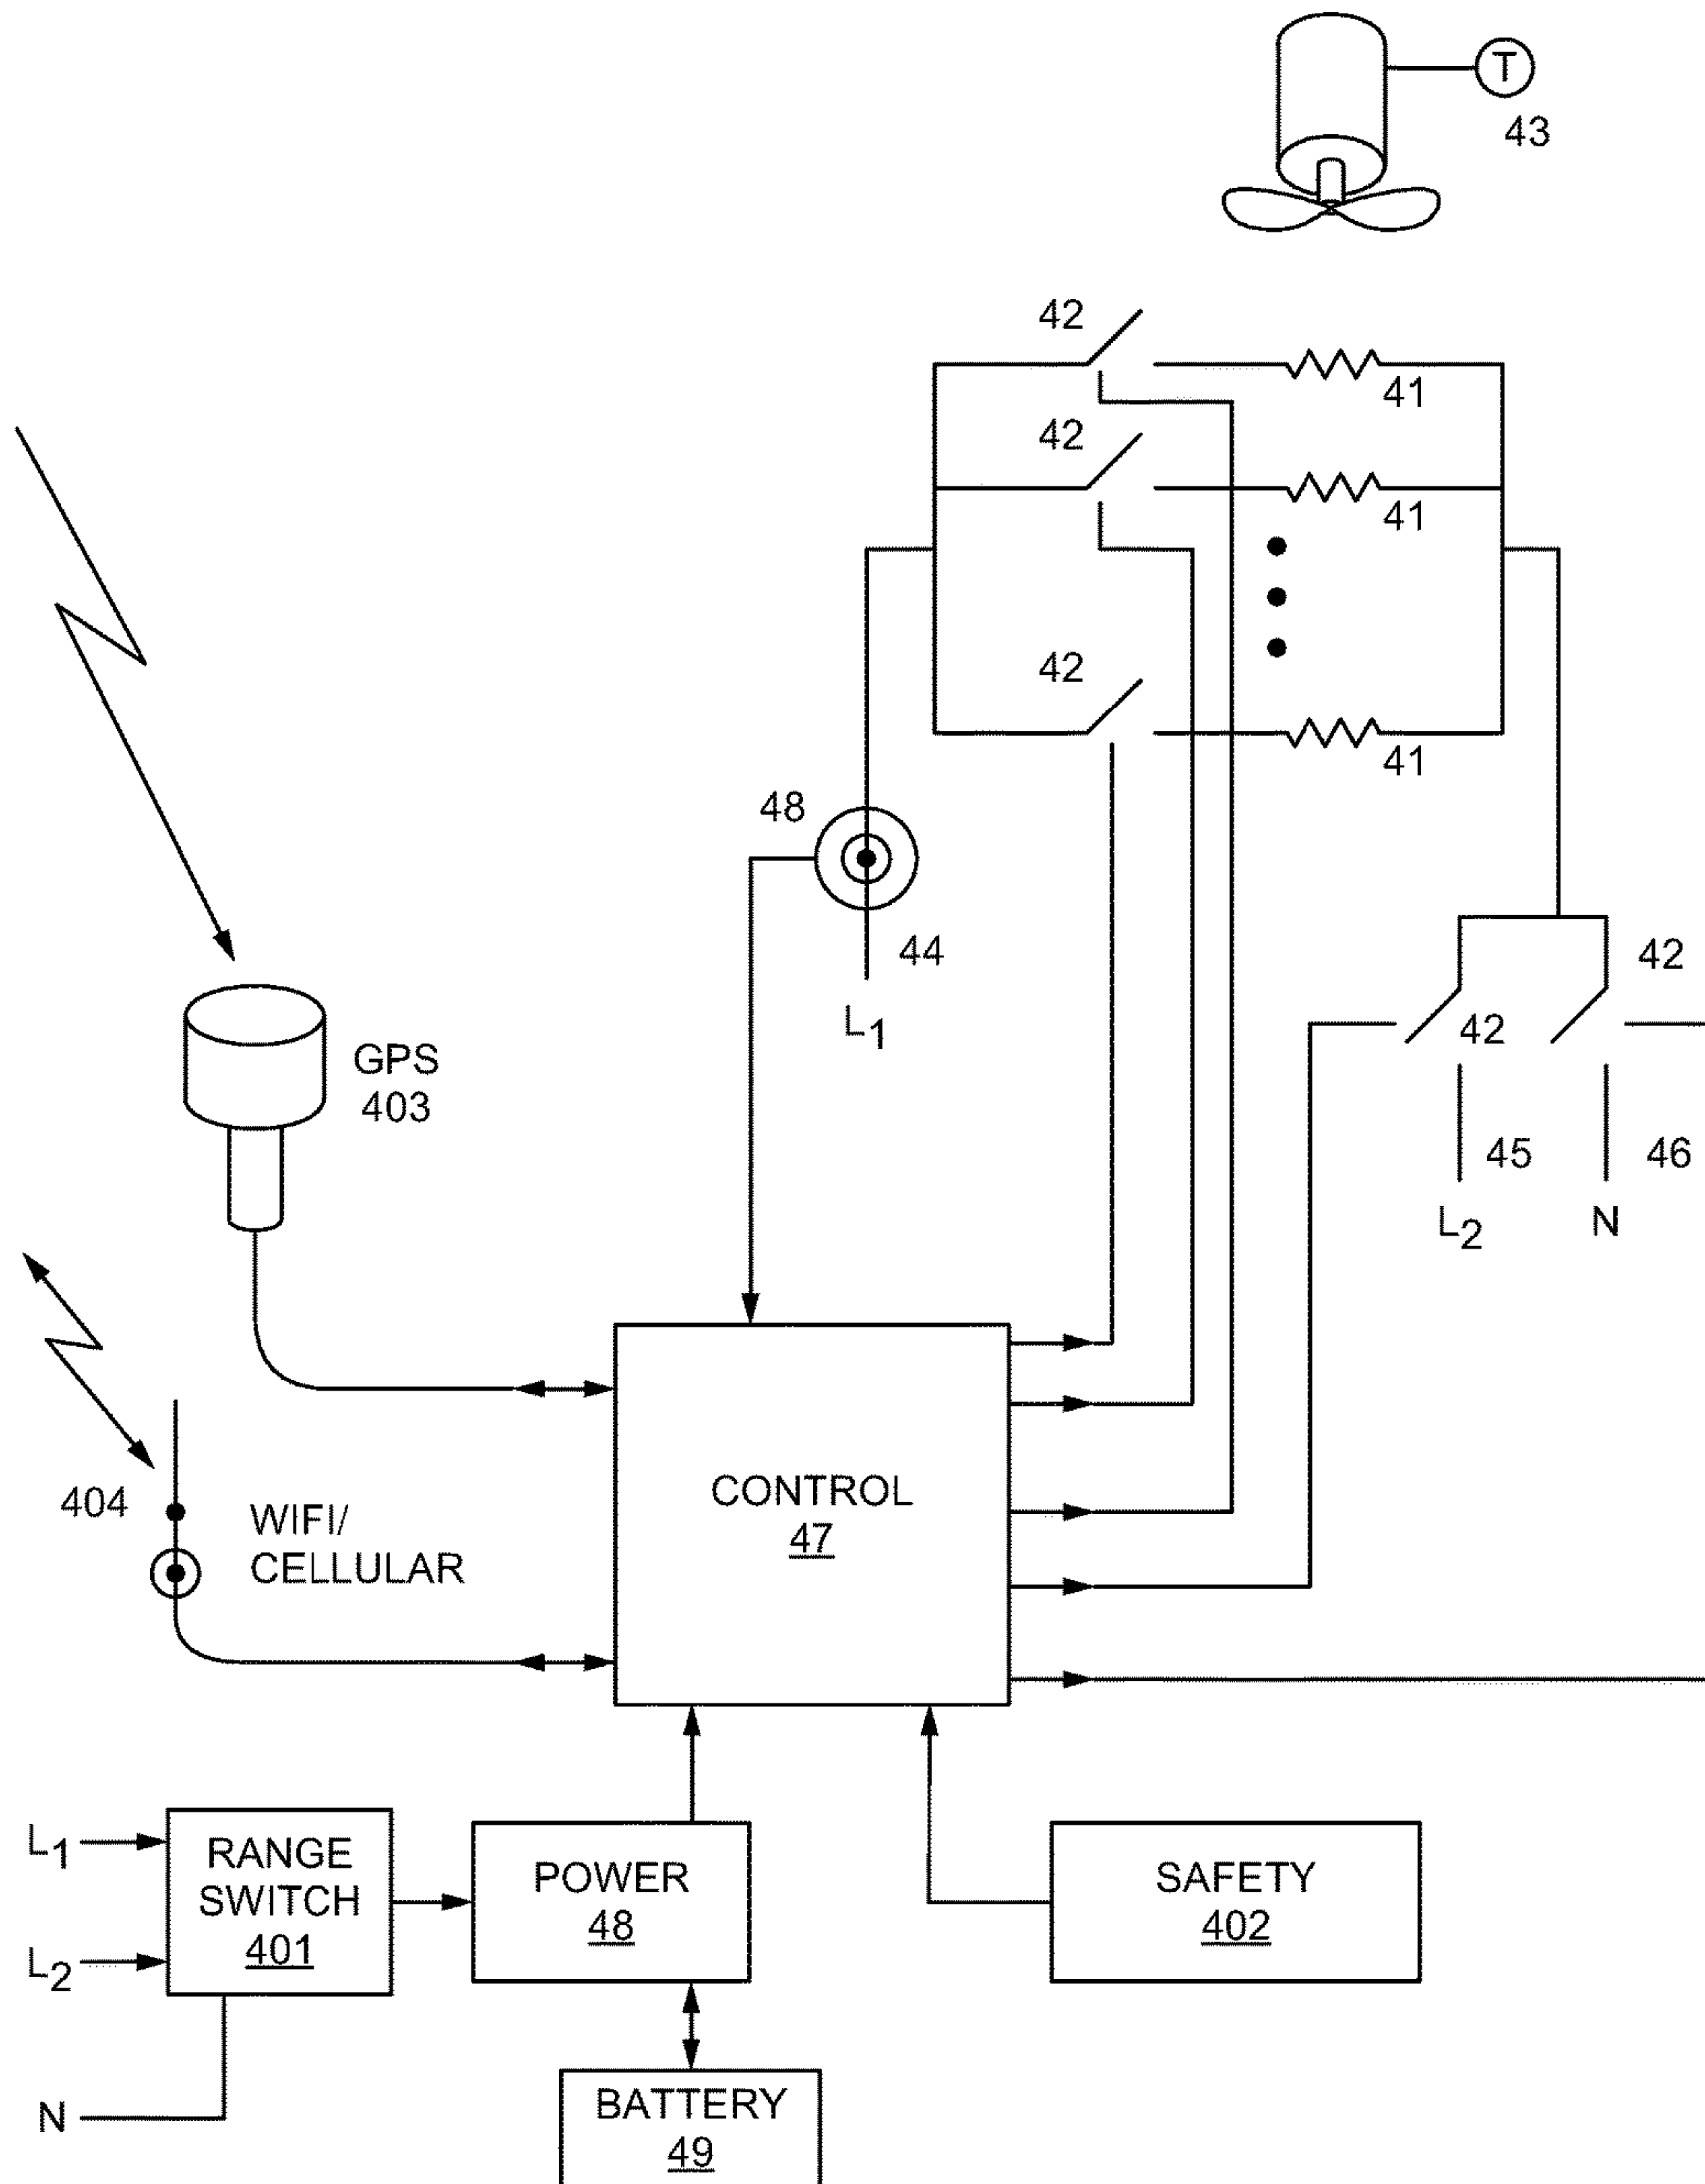 T
43
42
41
42
41
42
41
48
44
L1
42
42
45
46
L2
N
GPS
403
404
WIFI/
CELLULAR
CONTROL
47
L1
L2
N
RANGE
SWITCH
401
POWER
48
SAFETY
402
BATTERY
49